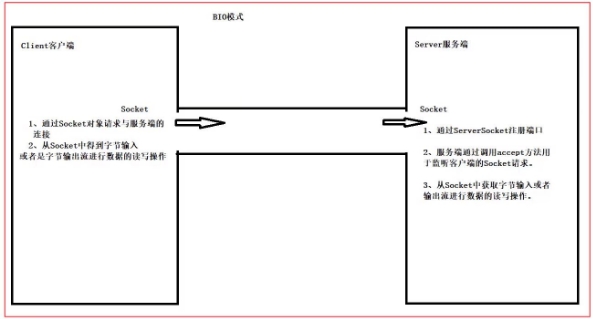 BIO模式
Client客户端
Socket
1、通过Socket对象请求与服务端的
连接
2、从Socket中得到字节输入
或者是字节输出流进行数据的读写操作
Server服务端
Socket
1、通过ServerSocket注册端口
2、服务端通过调用accept方法用
于监听客户端的Socket请求。
3、从Socket中获取字节输入或者
输出流进行数据的读写操作。